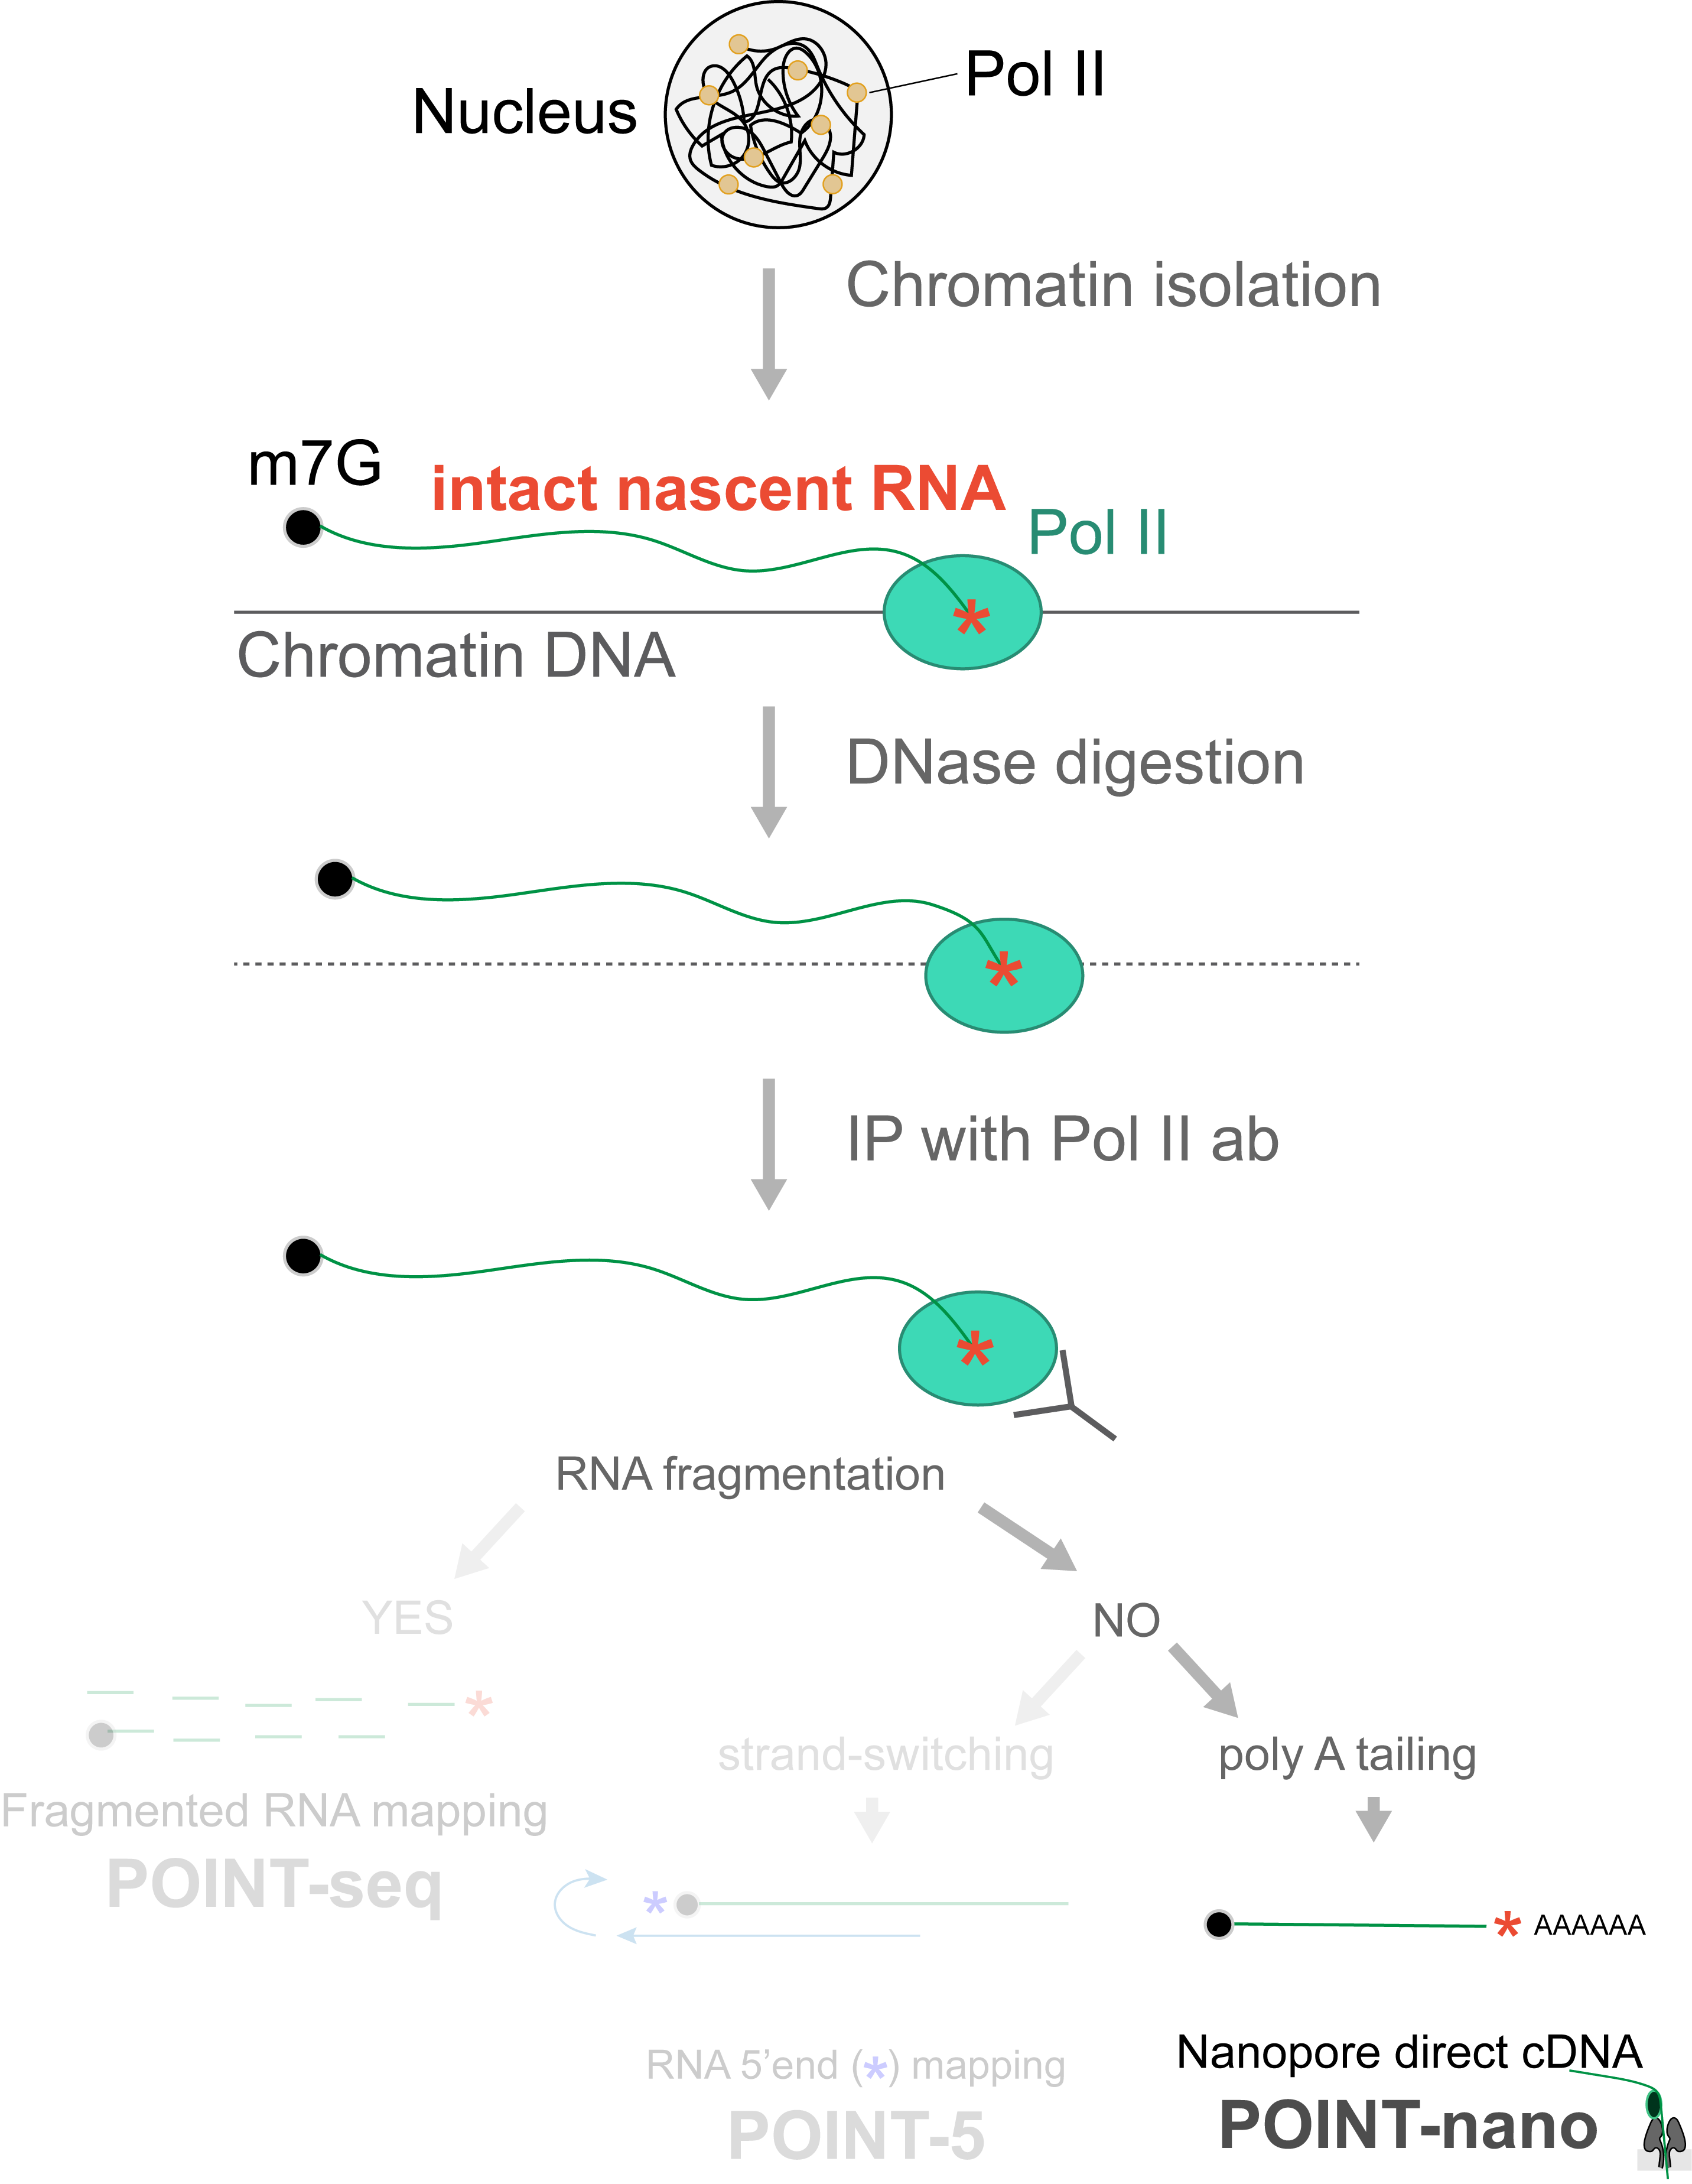 Nucleus
Pol II
Chromatin isolation
m7G
intact nascent RNA
Pol II
*
Chromatin DNA
DNase digestion
*
IP with Pol II ab
*
RNA fragmentation
YES
NO
*
strand-switching
poly A tailing
Fragmented RNA mapping
POINT-seq
*
* AAAAAA
RNA 5'end (*) mapping
POINT-5
Nanopore direct cDNA
POINT-nano